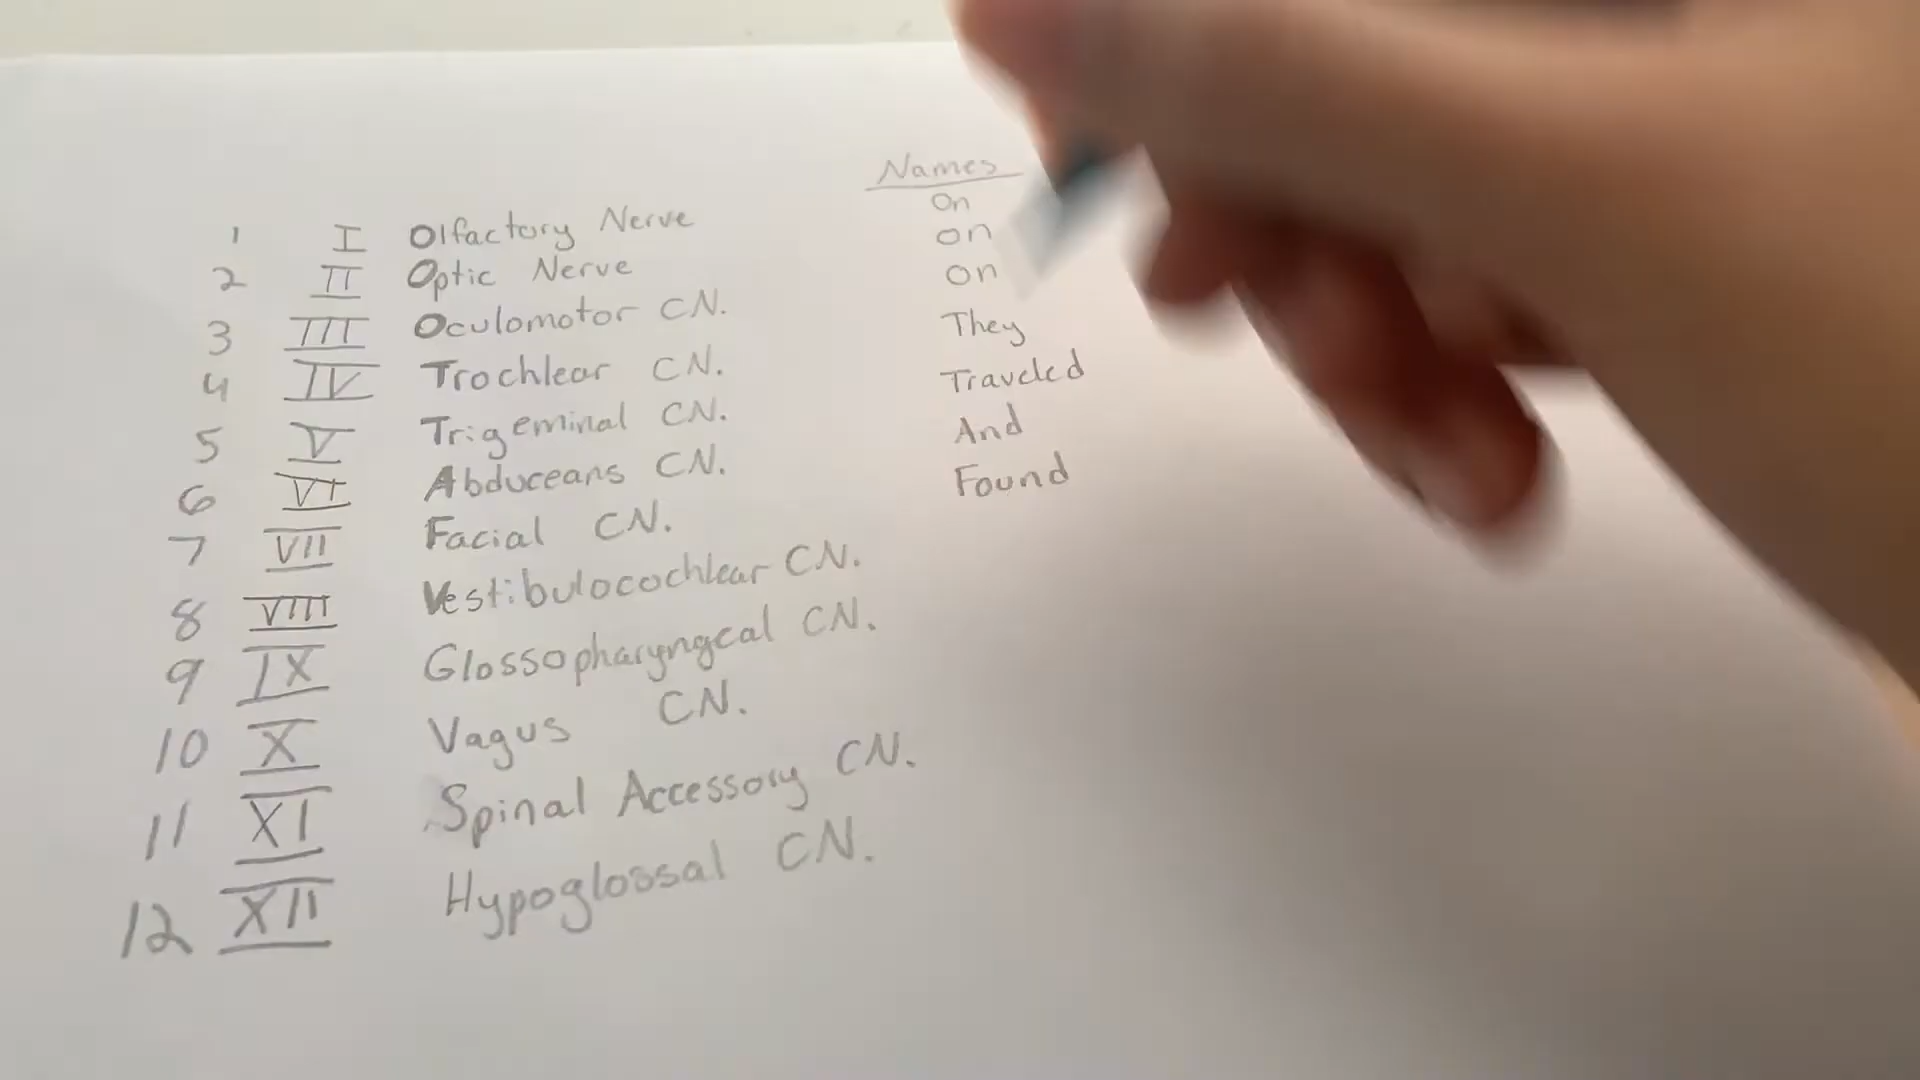 Names
1 I Olfactory Nerve On
2 II Optic Nerve on
3 III Oculomotor CN. on
4 IV Trochlear CN. They
5 V Trigeminal CN. Traveled
6 VI Abduceans CN. And
7 VII Facial CN. Found
8 VIII Vestibulocochlear CN.
9 IX Glossopharyngeal CN.
10 X Vagus CN.
11 XI Spinal Accessory CN.
12 XII Hypoglossal CN.